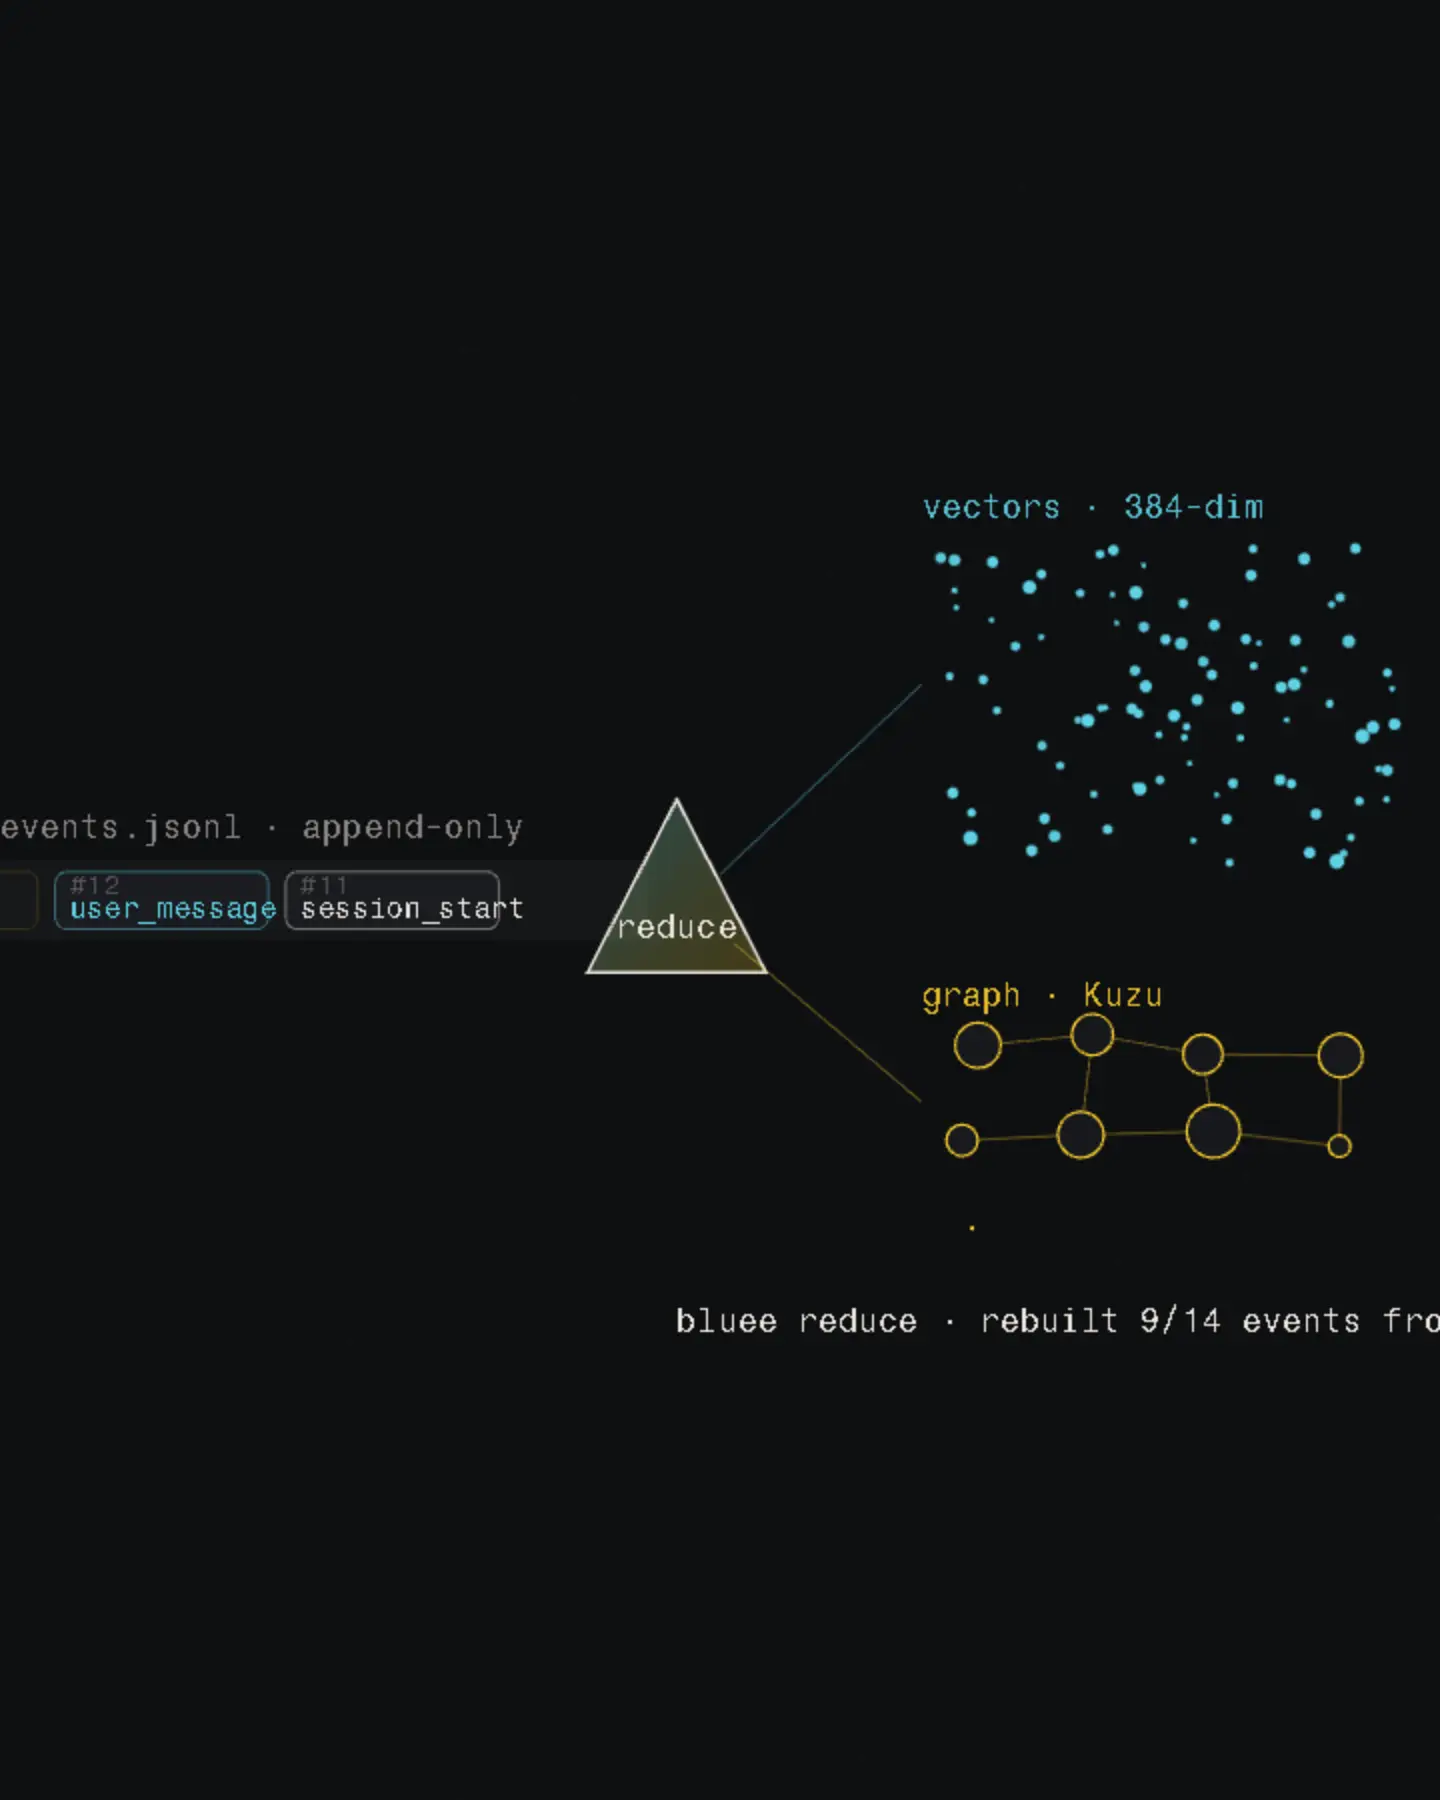 vectors · 384-dim
events.jsonl · append-only
#12
user_message
#11
session_start
reduce
graph · Kuzu
bluee reduce · rebuilt 9/14 events fro